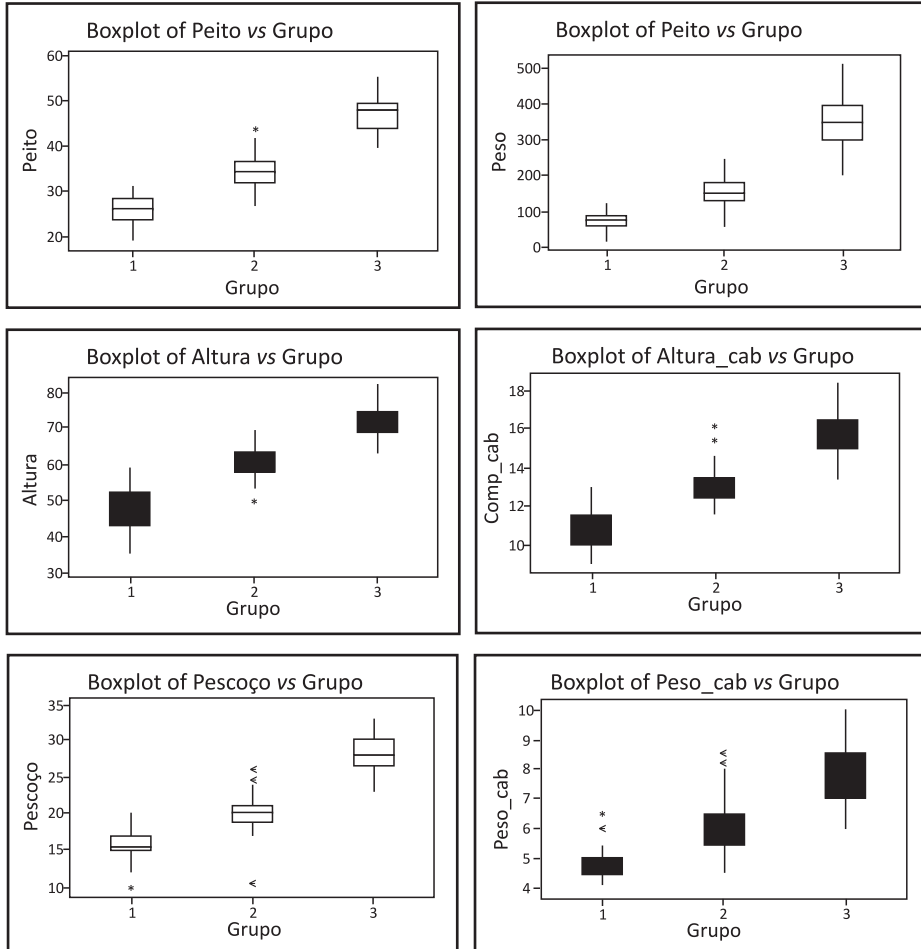 Boxplot of Peito vs Grupo
60
50
40
30
20
Peito
*
1 2 3
Grupo
Boxplot of Peito vs Grupo
500
400
300
200
100
0
Peso
1 2 3
Grupo
Boxplot of Altura vs Grupo
80
70
60
50
40
30
Altura
*
1 2 3
Grupo
Boxplot of Altura_cab vs Grupo
18
16
14
12
10
Comp_cab
*
*
1 2 3
Grupo
Boxplot of Pescoço vs Grupo
35
30
25
20
15
10
Pescoço
*
1 2 3
Grupo
Boxplot of Peso_cab vs Grupo
10
9
8
7
6
5
4
Peso_cab
*
1 2 3
Grupo